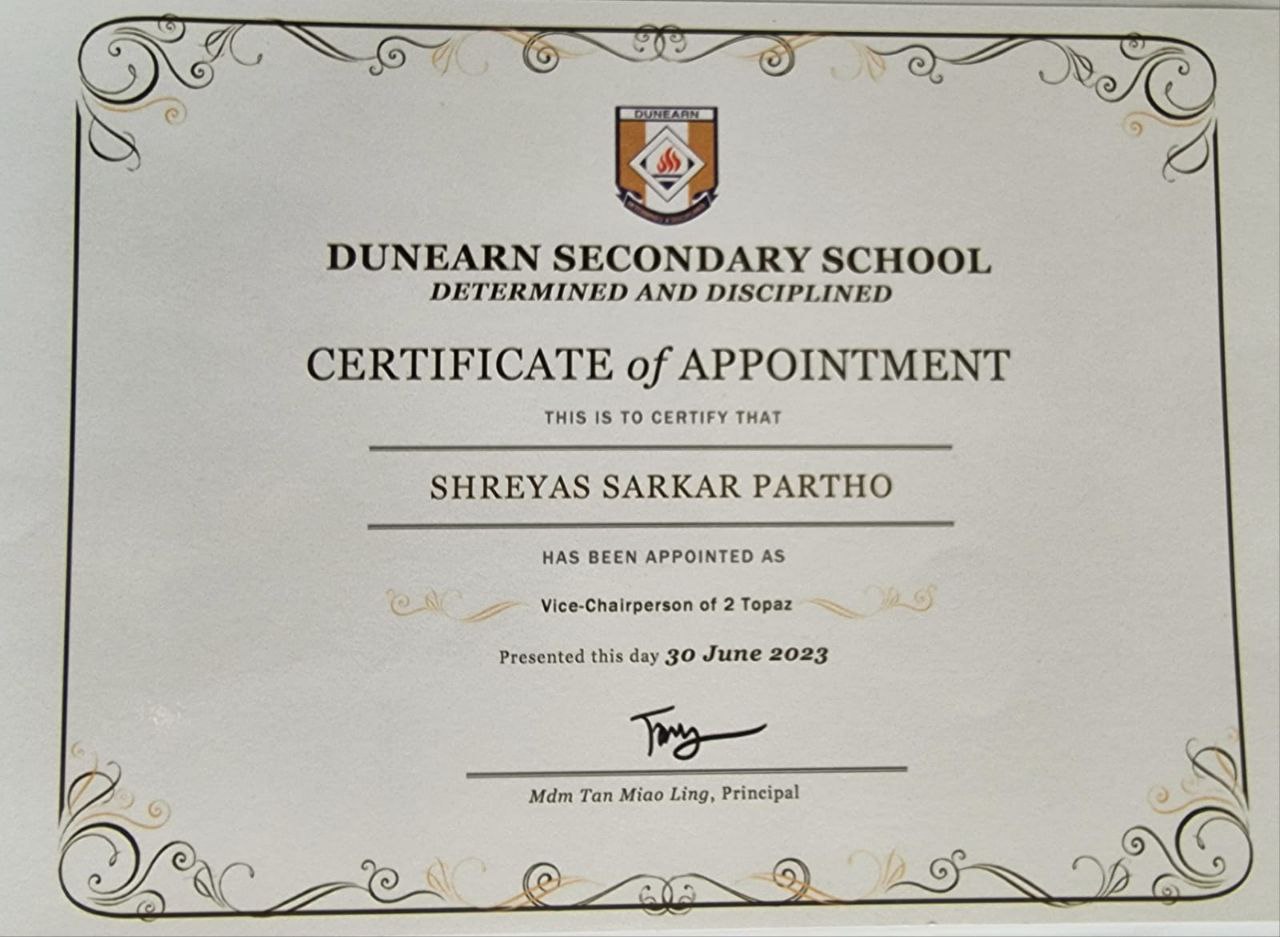 DUNEARN
DUNEARN SECONDARY SCHOOL
DETERMINED AND DISCIPLINED
CERTIFICATE of APPOINTMENT
THIS IS TO CERTIFY THAT
SHREYAS SARKAR PARTHO
HAS BEEN APPOINTED AS
Vice-Chairperson of 2 Topaz
Presented this day 30 June 2023
Mdm Tan Miao Ling, Principal